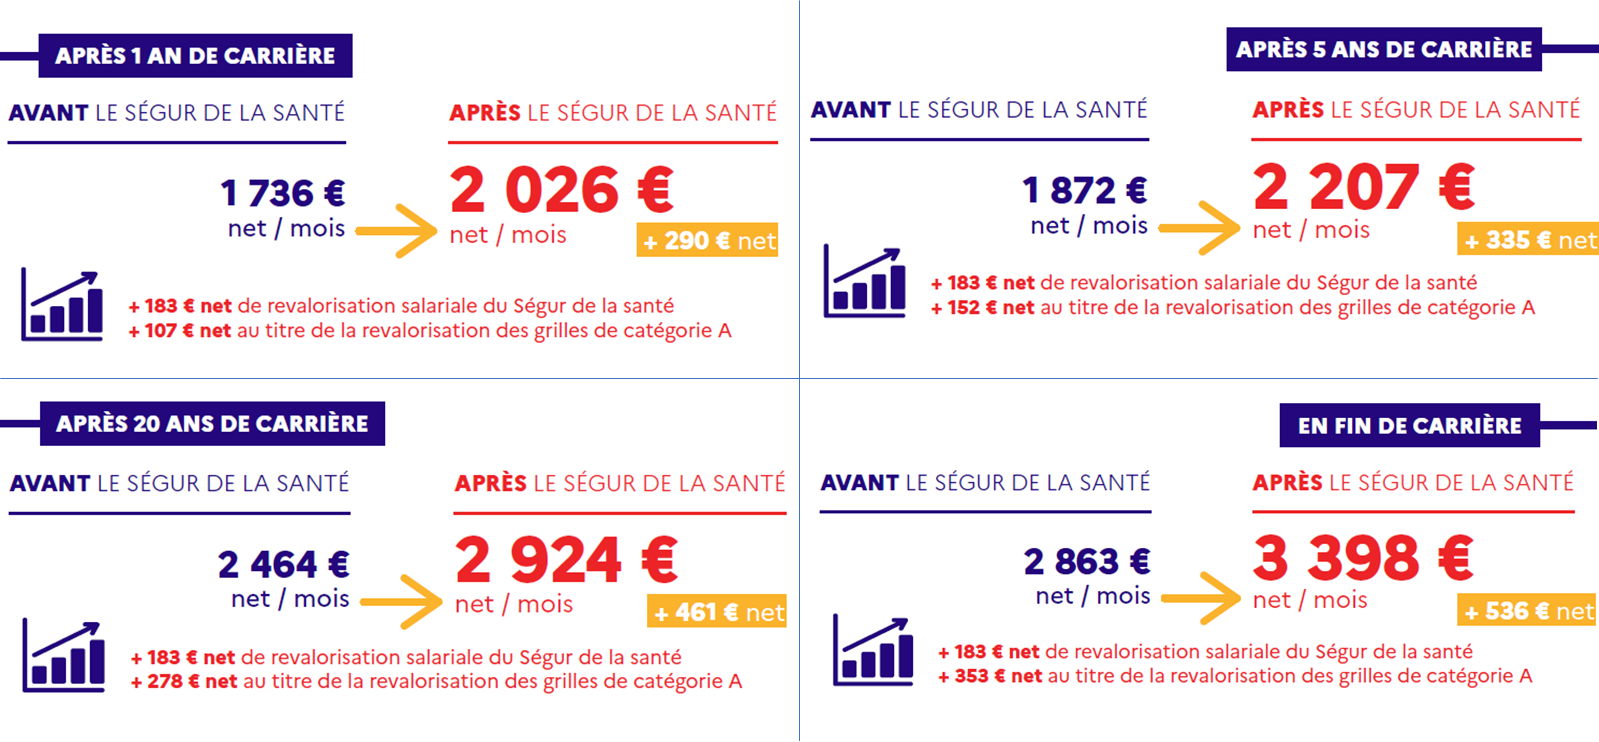 APRÈS 1 AN DE CARRIÈRE
AVANT LE SÉGUR DE LA SANTÉ
APRÈS LE SÉGUR DE LA SANTÉ
1 736 €
net / mois
2 026 €
net / mois
+ 290 € net
+ 183 € net de revalorisation salariale du Ségur de la santé
+ 107 € net au titre de la revalorisation des grilles de catégorie A
APRÈS 5 ANS DE CARRIÈRE
AVANT LE SÉGUR DE LA SANTÉ
APRÈS LE SÉGUR DE LA SANTÉ
1 872 €
net / mois
2 207 €
net / mois
+ 335 € net
+ 183 € net de revalorisation salariale du Ségur de la santé
+ 152 € net au titre de la revalorisation des grilles de catégorie A
APRÈS 20 ANS DE CARRIÈRE
AVANT LE SÉGUR DE LA SANTÉ
APRÈS LE SÉGUR DE LA SANTÉ
2 464 €
net / mois
2 924 €
net / mois
+ 461 € net
+ 183 € net de revalorisation salariale du Ségur de la santé
+ 278 € net au titre de la revalorisation des grilles de catégorie A
EN FIN DE CARRIÈRE
AVANT LE SÉGUR DE LA SANTÉ
APRÈS LE SÉGUR DE LA SANTÉ
2 863 €
net / mois
3 398 €
net / mois
+ 536 € net
+ 183 € net de revalorisation salariale du Ségur de la santé
+ 353 € net au titre de la revalorisation des grilles de catégorie A